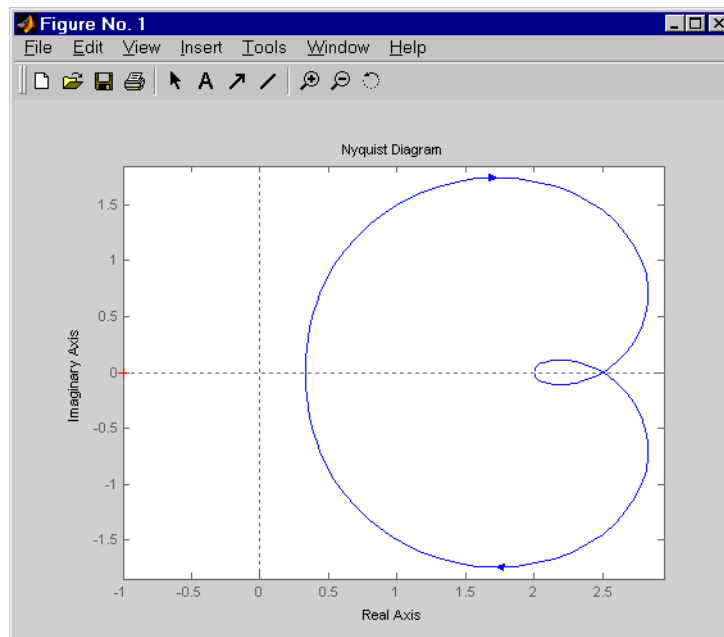 Figure No. 1
File Edit View Insert Tools Window Help
A
Nyquist Diagram
1.5
1
0.5
0
-0.5
-1
-1.5
Imaginary Axis
-1 -0.5 0 0.5 1 1.5 2 2.5
Real Axis